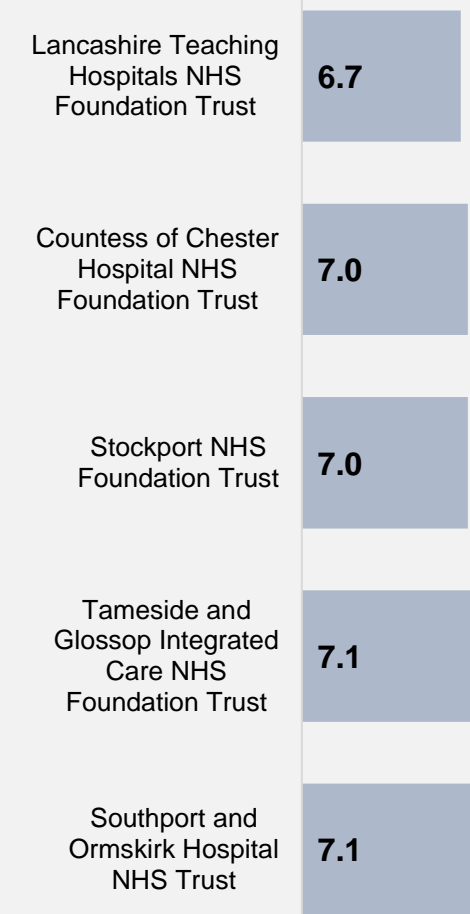 Lancashire Teaching
Hospitals NHS
Foundation Trust
6.7
Countess of Chester
Hospital NHS
Foundation Trust
7.0
Stockport NHS
Foundation Trust
7.0
Tameside and
Glossop Integrated
Care NHS
Foundation Trust
7.1
Southport and
Ormskirk Hospital
NHS Trust
7.1